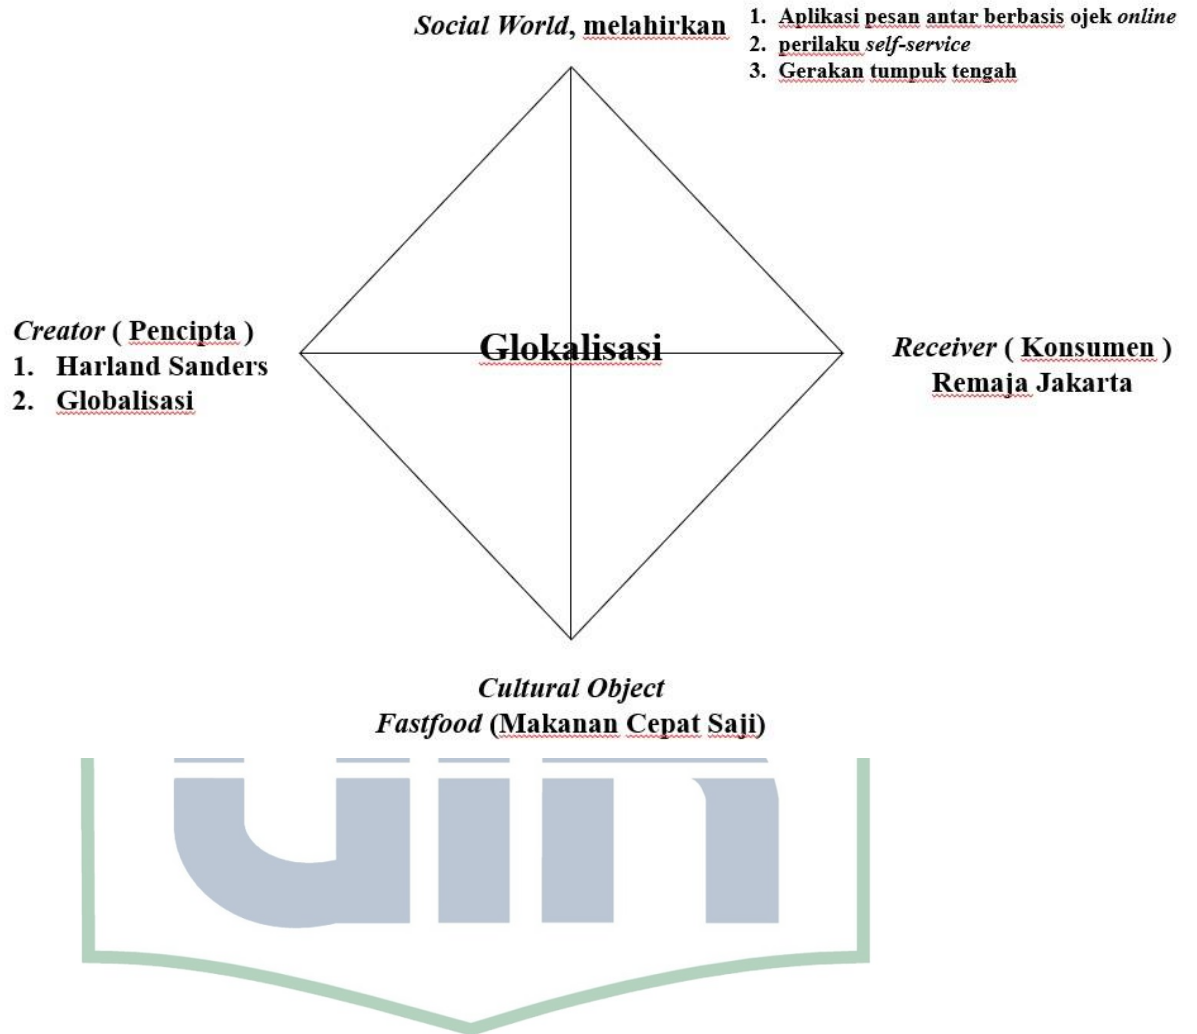 Social World, melahirkan
1. Aplikasi pesan antar berbasis ojek online
2. perilaku self-service
3. Gerakan tumpuk tengah
Creator ( Pencipta )
1. Harland Sanders
2. Globalisasi
Glokalisasi
Receiver ( Konsumen )
Remaja Jakarta
Cultural Object
Fastfood (Makanan Cepat Saji)
uin